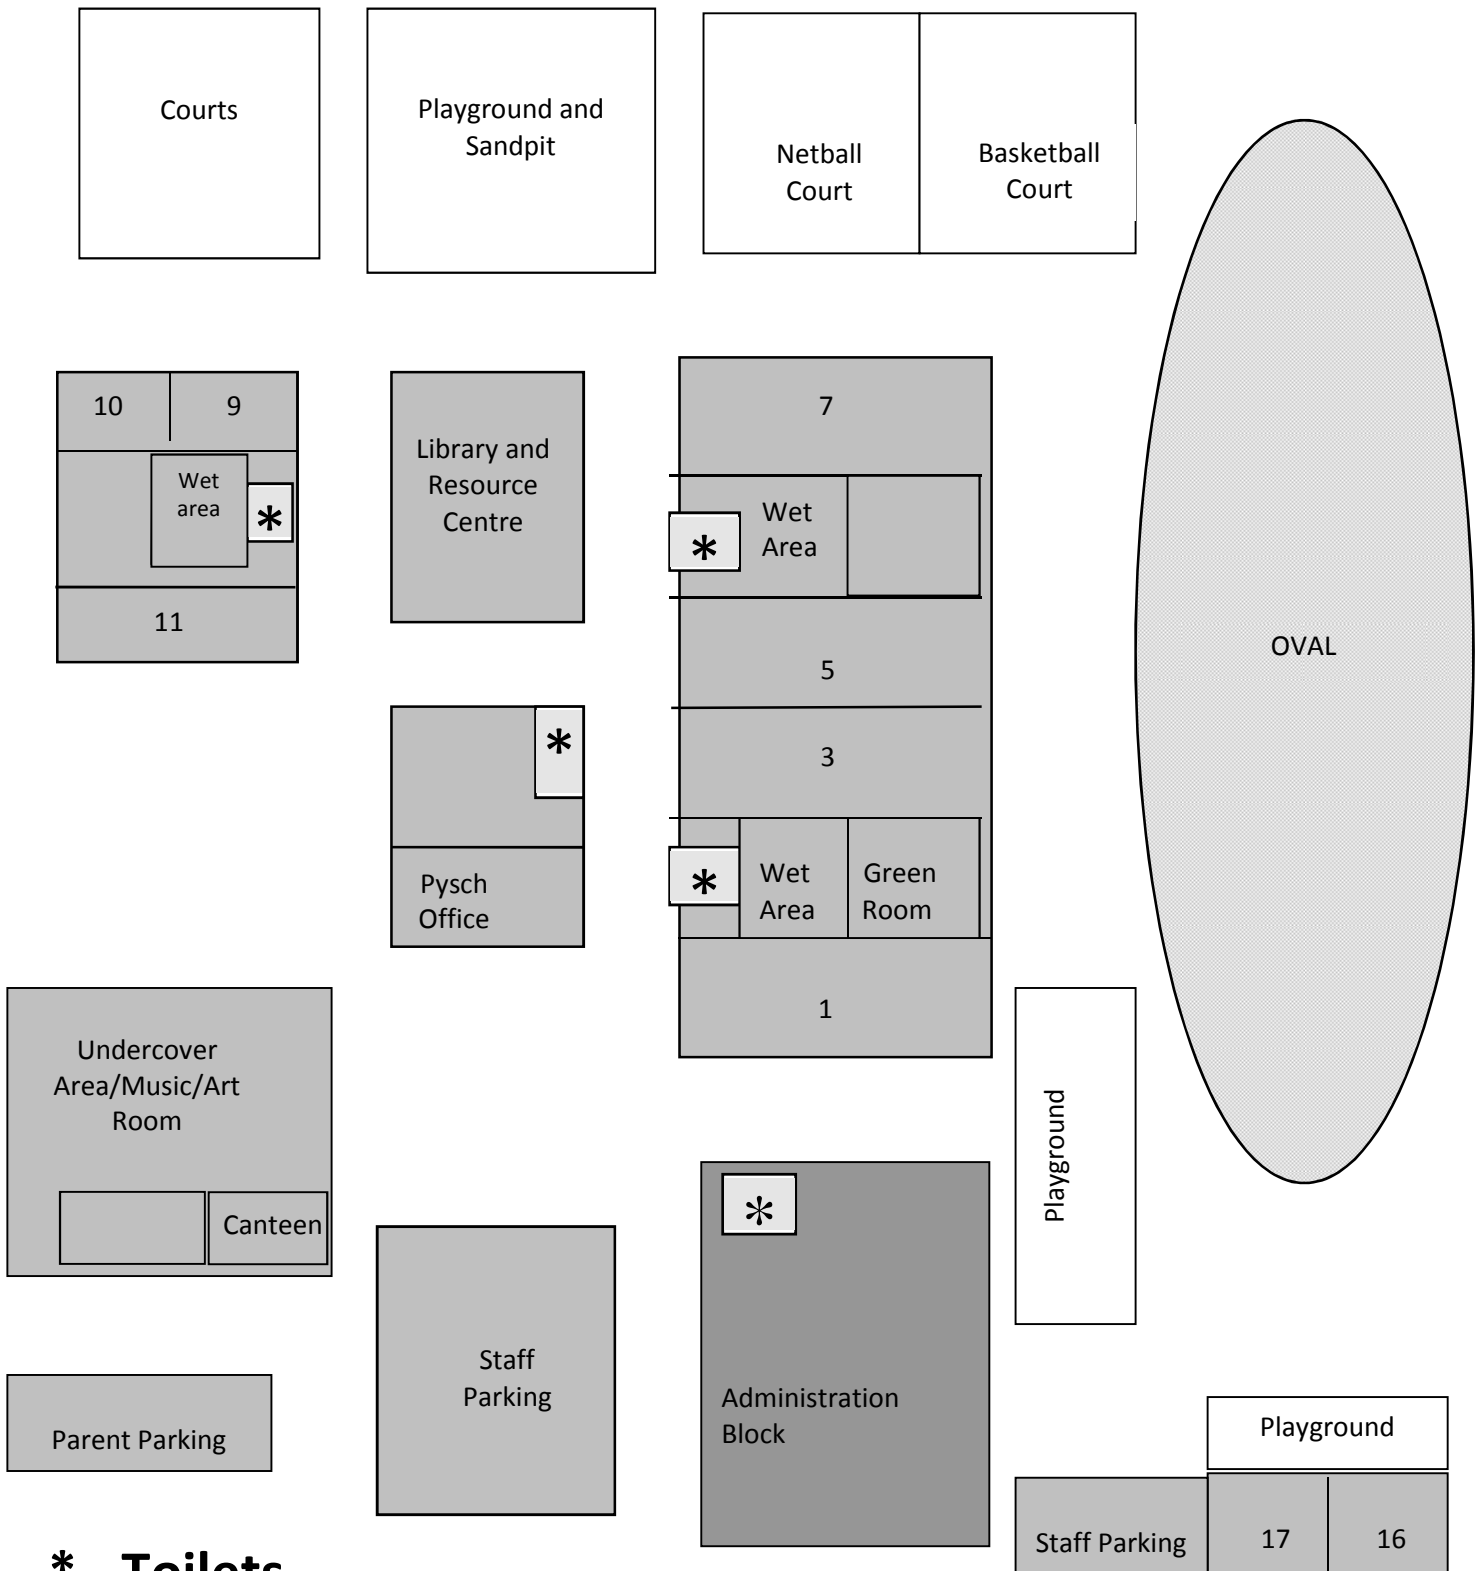 Courts
Playground and
Sandpit
Netball
Court
Basketball
Court
10
9
Wet
area
*
11
Library and
Resource
Centre
7
*
Wet
Area
5
3
*
Wet
Area
Green
Room
1
OVAL
*
Pysch
Office
Undercover
Area/Music/Art
Room
Canteen
Playground
*
Administration
Block
Staff
Parking
Parent Parking
Playground
Staff Parking
17
16
* Toilets